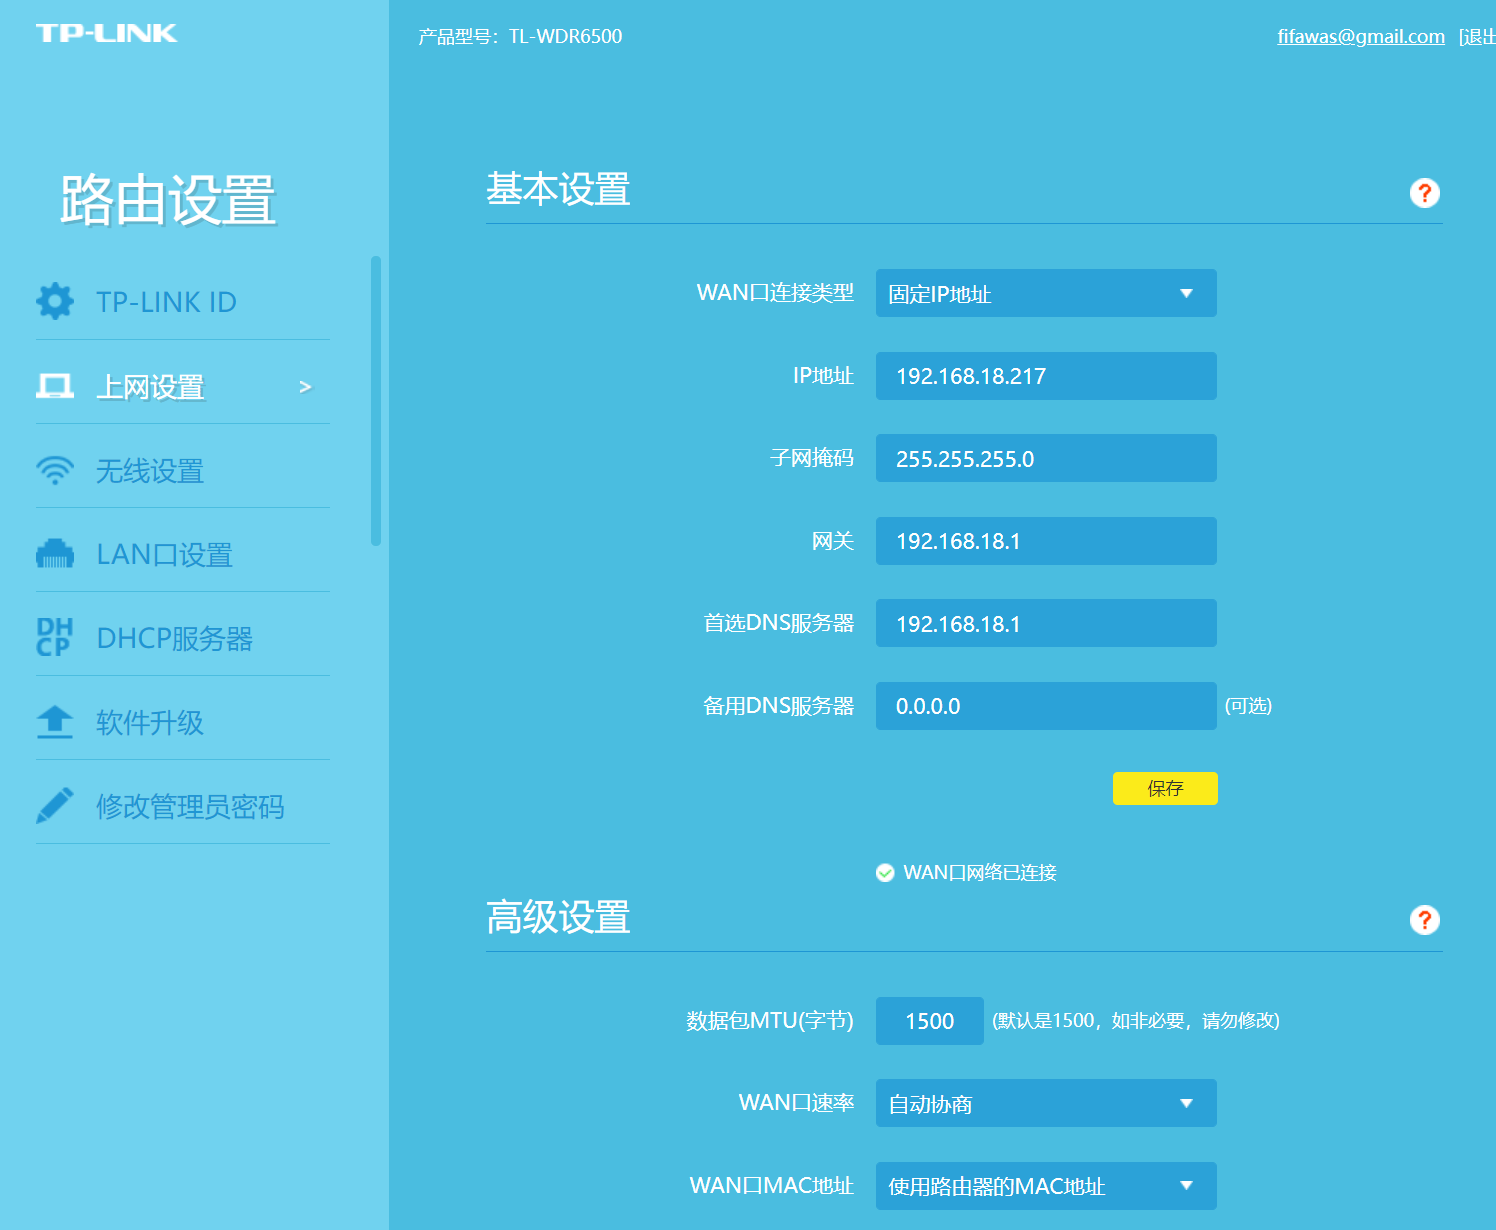 TP-LINK
产品型号：TL-WDR6500
fifawas@gmail.com [退出
路由设置
TP-LINK ID
上网设置 >
无线设置
LAN口设置
DHCP
DHCP服务器
软件升级
修改管理员密码
基本设置 ?
WAN口连接类型 固定IP地址
IP地址 192.168.18.217
子网掩码 255.255.255.0
网关 192.168.18.1
首选DNS服务器 192.168.18.1
备用DNS服务器 0.0.0.0 (可选)
保存
WAN口网络已连接
高级设置 ?
数据包MTU(字节) 1500 (默认是1500，如非必要，请勿修改)
WAN口速率 自动协商
WAN口MAC地址 使用路由器的MAC地址